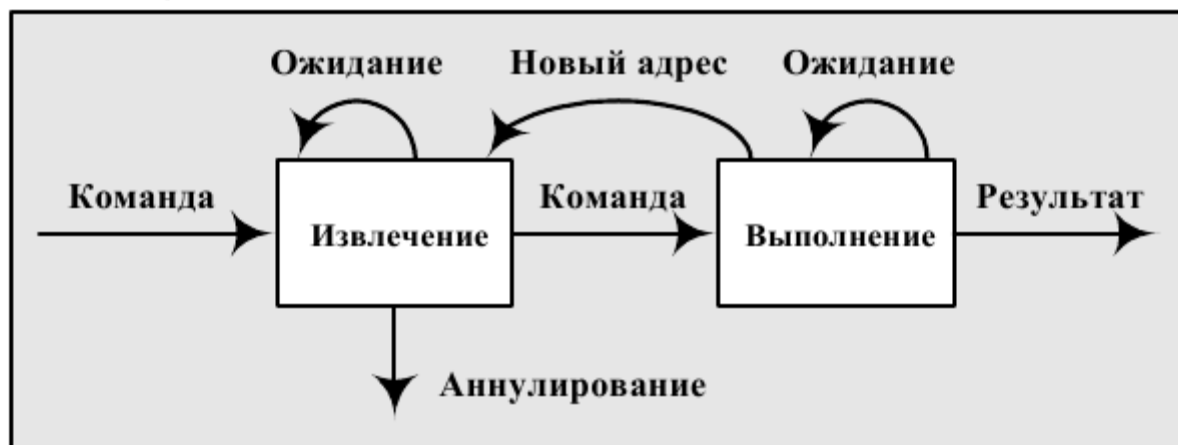 Ожидание
Новый адрес
Ожидание
Команда
Команда
Результат
Извлечение
Выполнение
Аннулирование